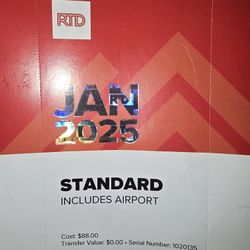 RTD
JAN
2025
STANDARD
INCLUDES AIRPORT
Cost: $88.00
Transfer Value: $0.00 • Serial Number: 1020135